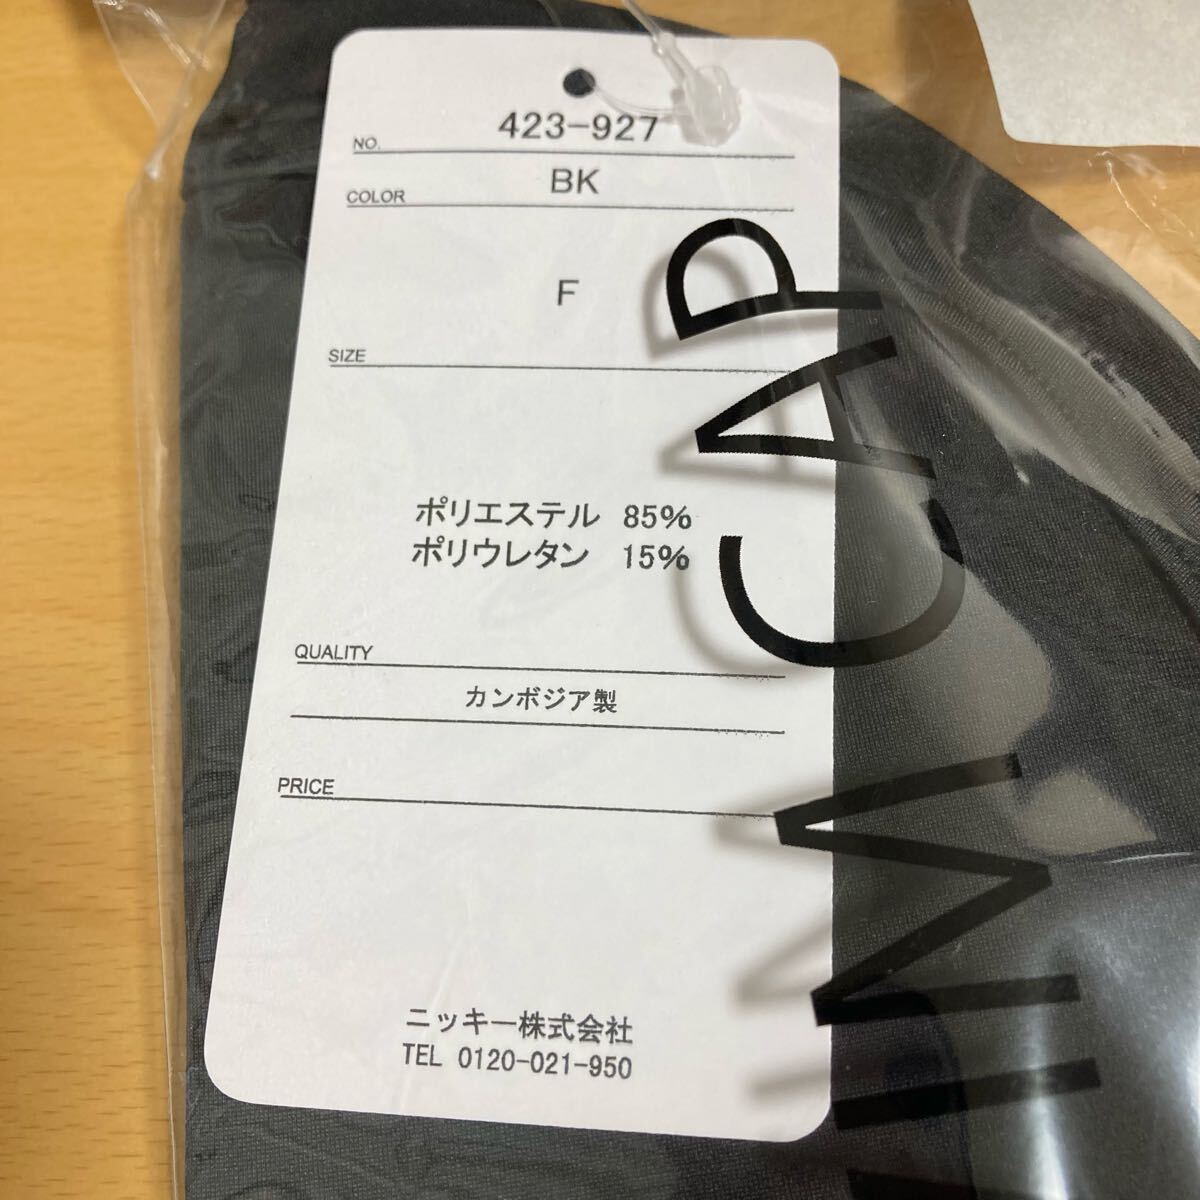 423-927
NO.
BK
COLOR
F
SIZE
ポリエステル 85%
ポリウレタン 15%
QUALITY
カンボジア製
PRICE
ニッキー株式会社
TEL 0120-021-950
CAP